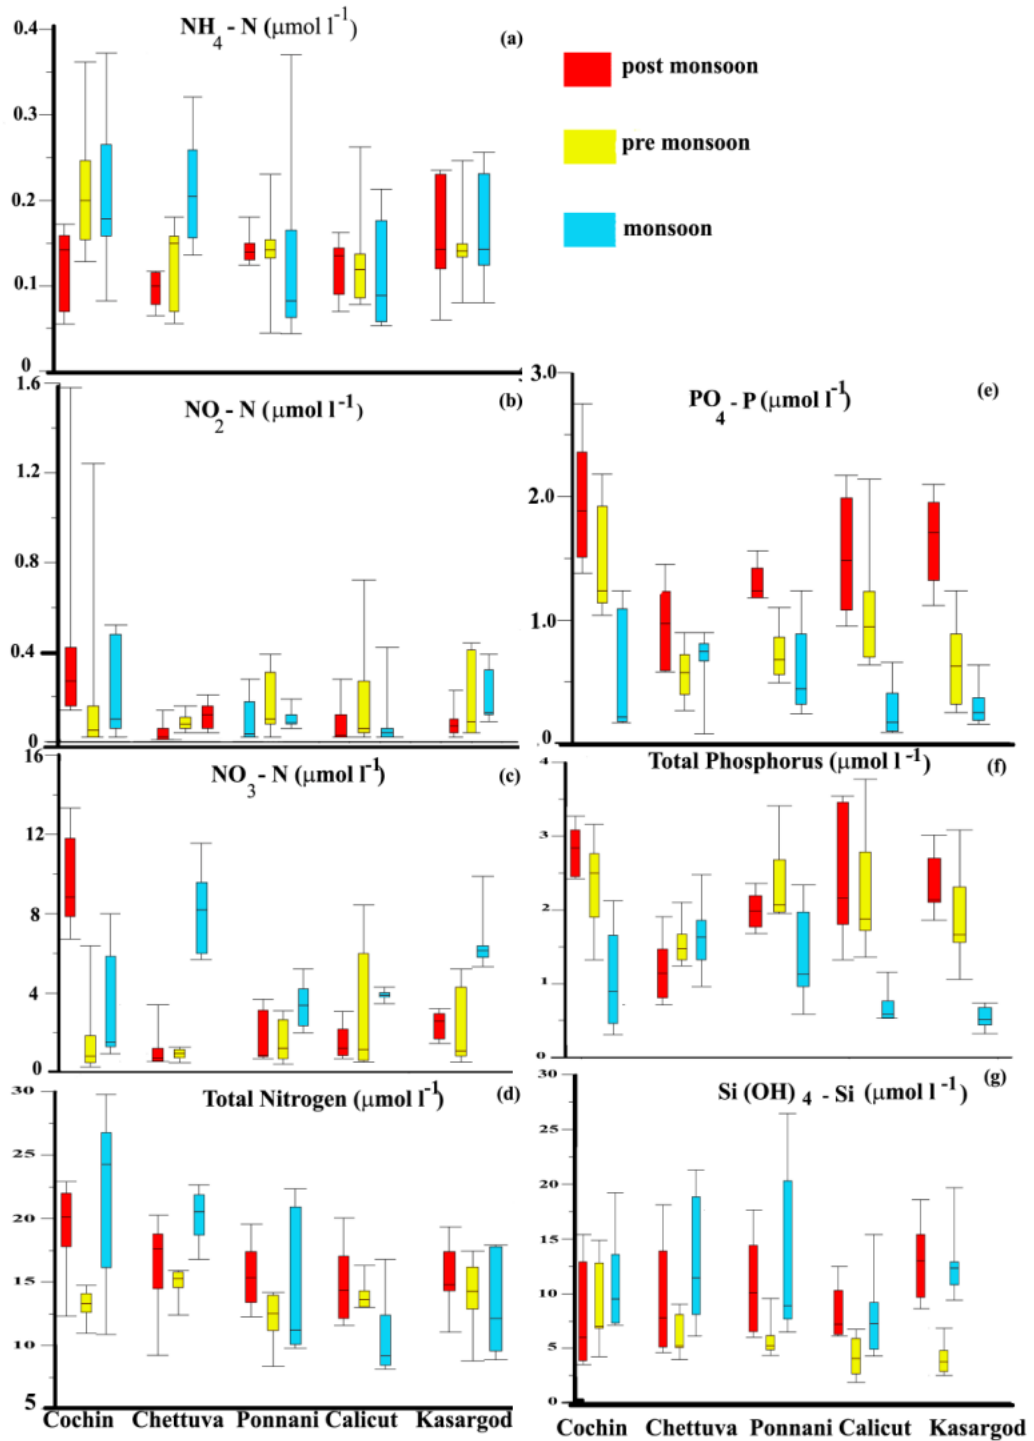 NH4 - N (μmol l-1)
(a)
0.4
0.3
0.2
0.1
0
post monsoon
pre monsoon
monsoon
NO2 - N (μmol l-1)
(b)
1.6
1.2
0.8
0.4
0
PO4 - P (μmol l-1)
(e)
3.0
2.0
1.0
0
NO3 - N (μmol l-1)
(c)
16
12
8
4
0
Total Phosphorus (μmol l-1)
(f)
4
3
2
1
0
Total Nitrogen (μmol l-1)
(d)
30
25
20
15
10
5
Cochin Chettuva Ponnani Calicut Kasargod
Si (OH) 4 - Si (μmol l-1)
(g)
30
25
20
15
10
5
0
Cochin Chettuva Ponnani Calicut Kasargod